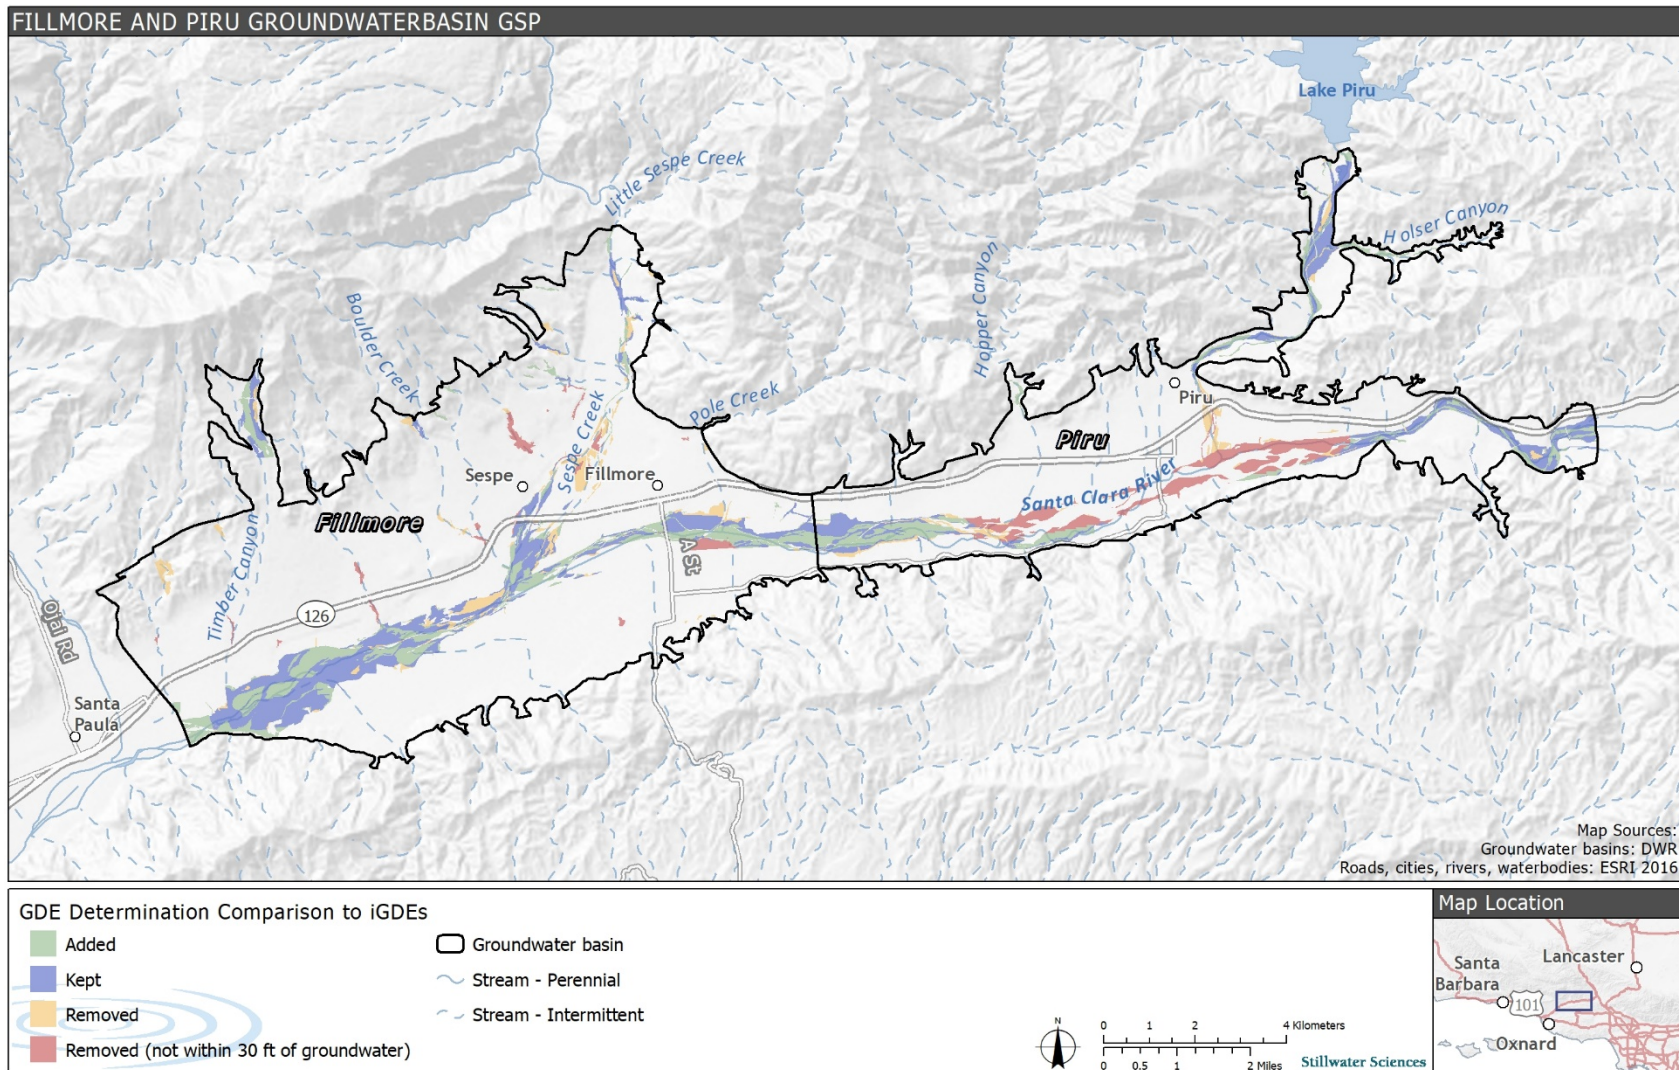 FILLMORE AND PIRU GROUNDWATERBASIN GSP
Lake Piru
Little Sespe Creek
Holser Canyon
Hopper Canyon
Boulder Creek
Pole Creek
Piru
Piru
Sespe Creek
Sespe
Fillmore
Santa Clara River
Fillmore
A St
Timber Canyon
126
Ojai Rd
Santa
Paula
Map Sources:
Groundwater basins: DWR
Roads, cities, rivers, waterbodies: ESRI 2016
GDE Determination Comparison to iGDEs
Added
Kept
Removed
Removed (not within 30 ft of groundwater)
Groundwater basin
Stream - Perennial
Stream - Intermittent
N
0 1 2 4 Kilometers
0 0.5 1 2 Miles
Stillwater Sciences
Map Location
Lancaster
Santa
Barbara
101
Oxnard